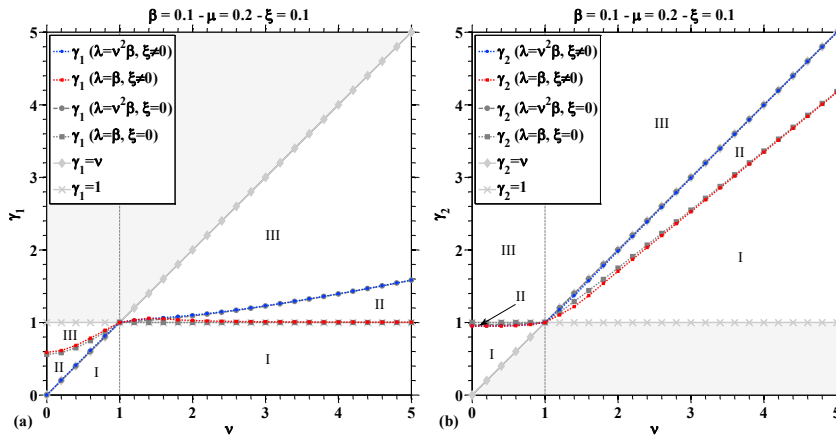 β = 0.1 - μ = 0.2 - ξ = 0.1
γ₁ (λ=ν²β, ξ≠0)
γ₁ (λ=β, ξ≠0)
γ₁ (λ=ν²β, ξ=0)
γ₁ (λ=β, ξ=0)
γ₁=ν
γ₁=1
5
4
3
2
1
0
γ₁
III
II
III
II
I
I
0
1
2
3
4
5
(a)
ν
β = 0.1 - μ = 0.2 - ξ = 0.1
γ₂ (λ=ν²β, ξ≠0)
γ₂ (λ=β, ξ≠0)
γ₂ (λ=ν²β, ξ=0)
γ₂ (λ=β, ξ=0)
γ₂=ν
γ₂=1
5
4
3
2
1
0
γ₂
III
II
III
I
II
I
0
1
2
3
4
5
(b)
ν